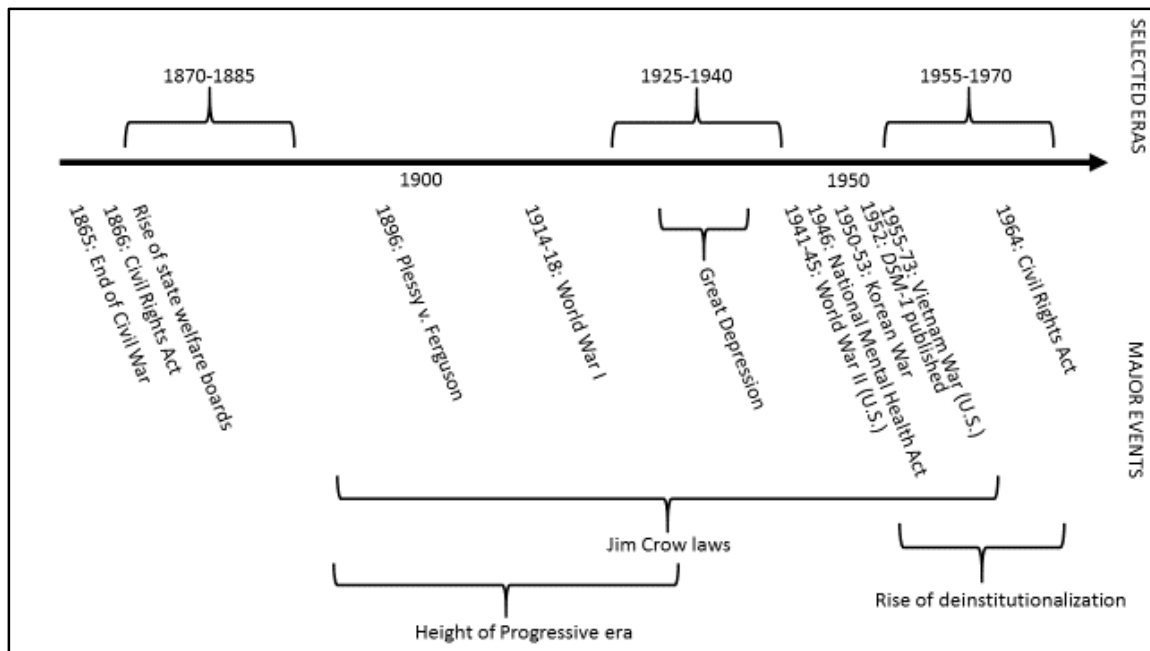 SELECTED ERAS
1870-1885
1925-1940
1955-1970
1900
1950
1865: End of Civil War
1866: Civil Rights Act
Rise of state welfare boards
1896: Plessy v. Ferguson
1914-18: World War I
Great Depression
1941-45: World War II (U.S.)
1946: National Mental Health Act
1950-53: Korean War
1952: DSM-1 published
1955-73: Vietnam War (U.S.)
1964: Civil Rights Act
MAJOR EVENTS
Jim Crow laws
Rise of deinstitutionalization
Height of Progressive era